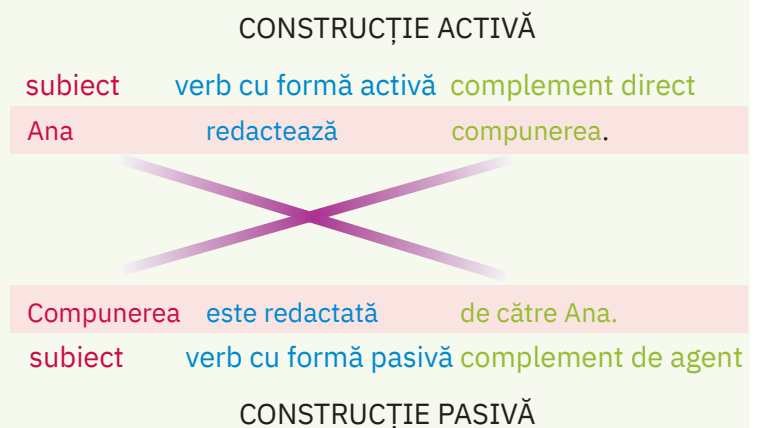 CONSTRUCȚIE ACTIVĂ
subiect verb cu formă activă complement direct
Ana redactează compunerea.
Compunerea este redactată de către Ana.
subiect verb cu formă pasivă complement de agent
CONSTRUCȚIE PASIVĂ